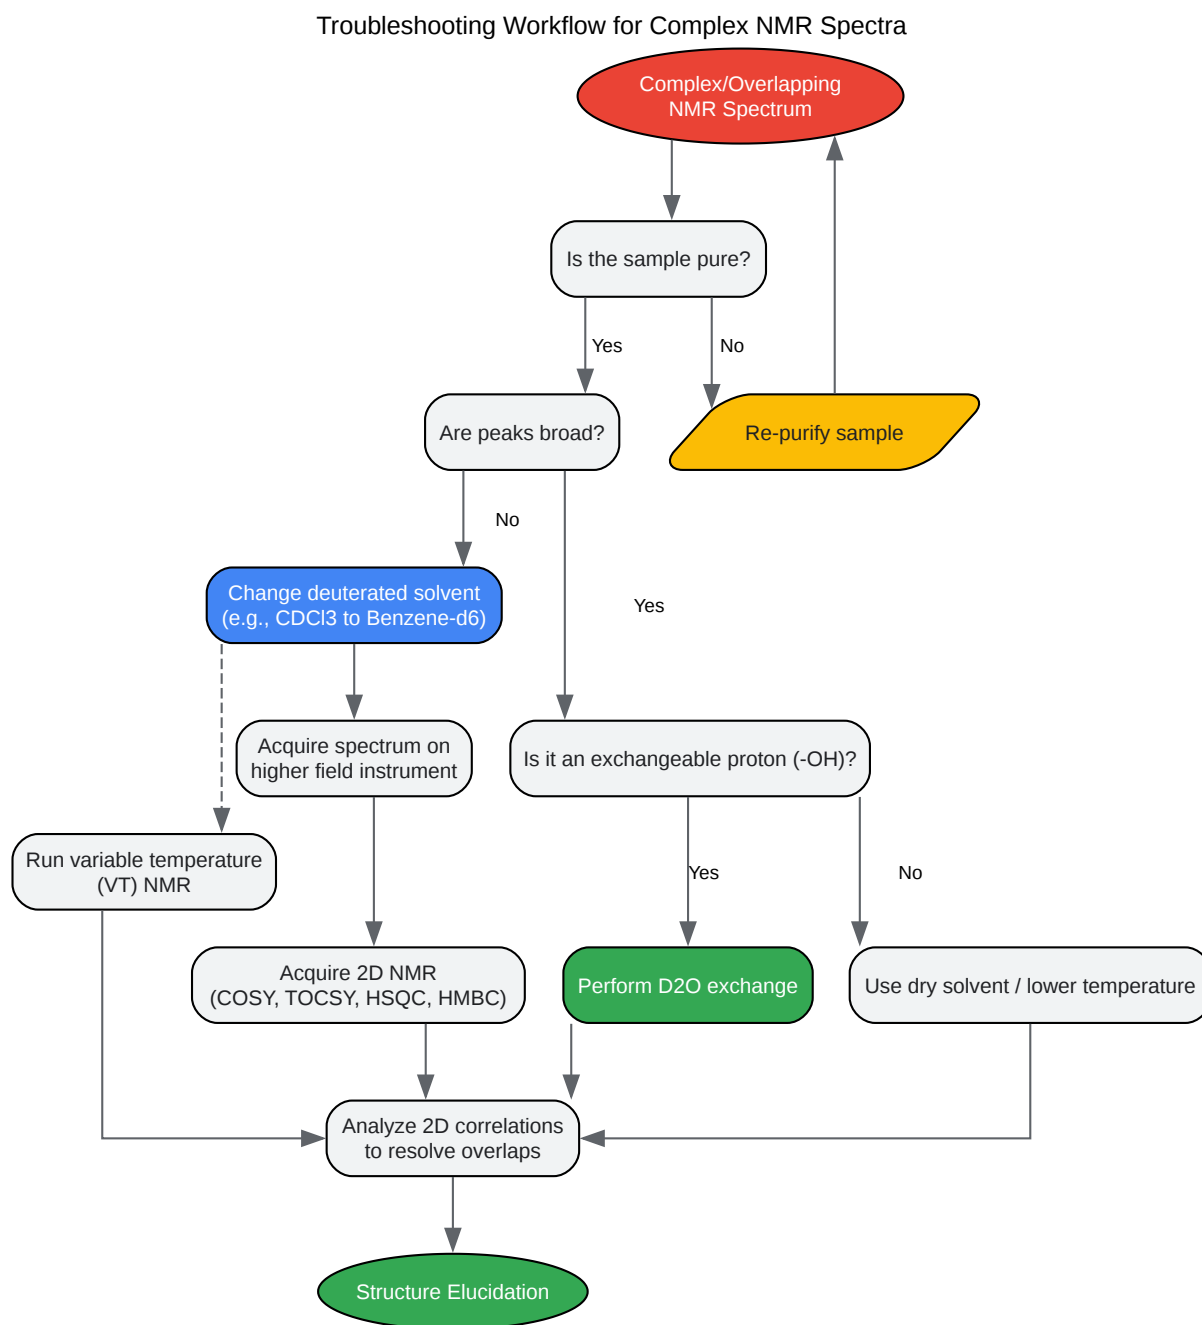 Troubleshooting Workflow for Complex NMR Spectra
Complex/Overlapping
NMR Spectrum
Is the sample pure?
Yes
No
Are peaks broad?
Re-purify sample
No
Change deuterated solvent
(e.g., CDCl3 to Benzene-d6)
Yes
Acquire spectrum on
higher field instrument
Is it an exchangeable proton (-OH)?
Run variable temperature
(VT) NMR
Yes
No
Acquire 2D NMR
(COSY, TOCSY, HSQC, HMBC)
Perform D2O exchange
Use dry solvent / lower temperature
Analyze 2D correlations
to resolve overlaps
Structure Elucidation